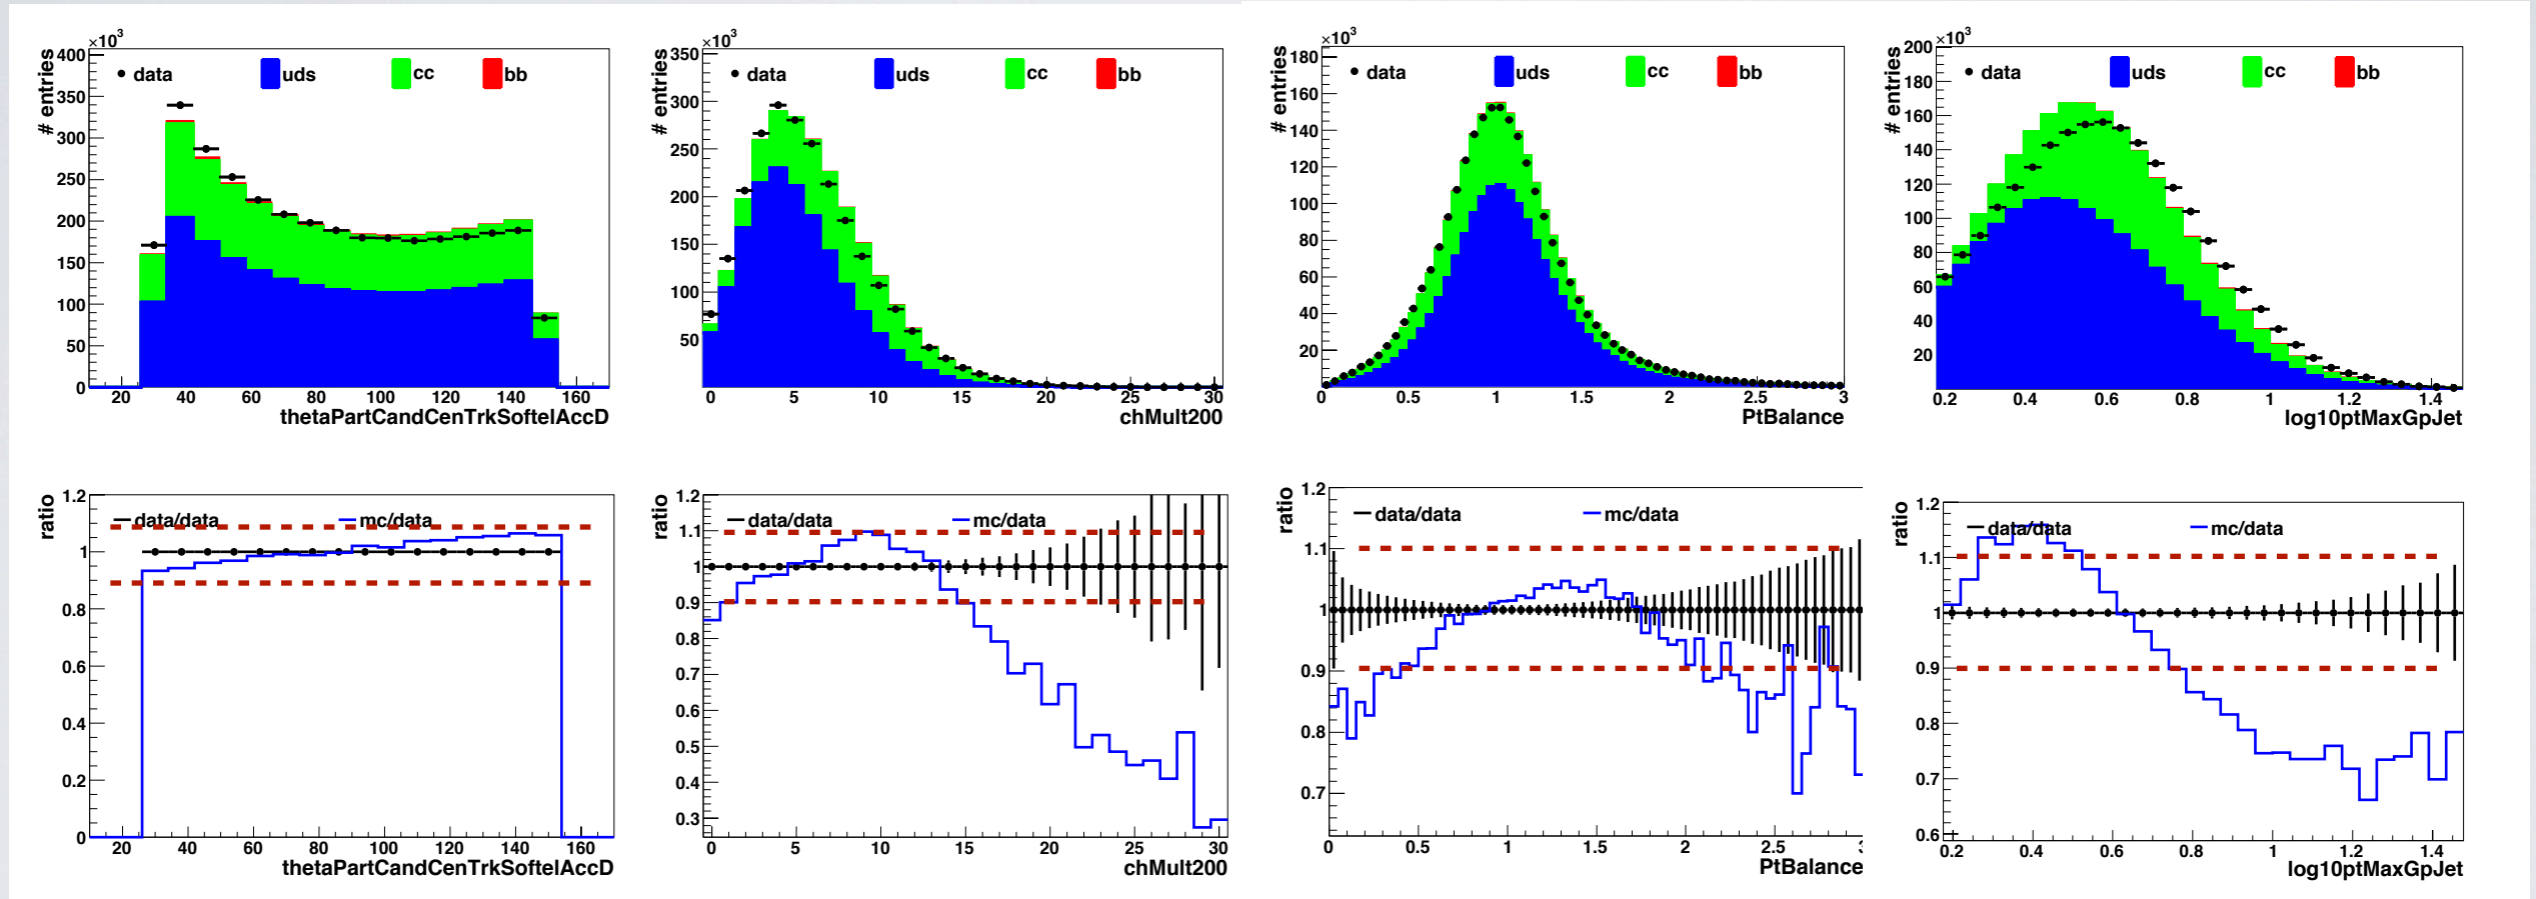 ×10³
# entries
400
350
300
250
200
150
100
50
0
data
uds
cc
bb
20 40 60 80 100 120 140 160
thetaPartCandCenTrkSoftelAccD
×10³
# entries
350
300
250
200
150
100
50
data
uds
cc
bb
0 5 10 15 20 25 30
chMult200
×10³
# entries
180
160
140
120
100
80
60
40
20
data
uds
cc
bb
0 0.5 1 1.5 2 2.5 3
PtBalance
×10³
# entries
200
180
160
140
120
100
80
60
40
20
data
uds
cc
bb
0.2 0.4 0.6 0.8 1 1.2 1.4
log10ptMaxGpJet
ratio
1.2
1
0.8
0.6
0.4
0.2
0
data/data
mc/data
20 40 60 80 100 120 140 160
thetaPartCandCenTrkSoftelAccD
ratio
1.2
1.1
1
0.9
0.8
0.7
0.6
0.5
0.4
0.3
data/data
mc/data
0 5 10 15 20 25 30
chMult200
ratio
1.2
1.1
1
0.9
0.8
0.7
data/data
mc/data
0 0.5 1 1.5 2 2.5
PtBalance
ratio
1.2
1.1
1
0.9
0.8
0.7
0.6
data/data
mc/data
0.2 0.4 0.6 0.8 1 1.2 1.4
log10ptMaxGpJet